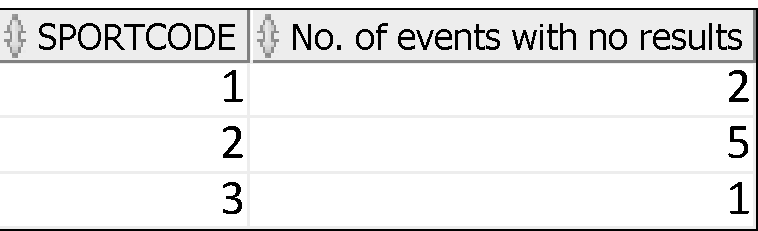 SPORTCODE No. of events with no results
1 2
2 5
3 1